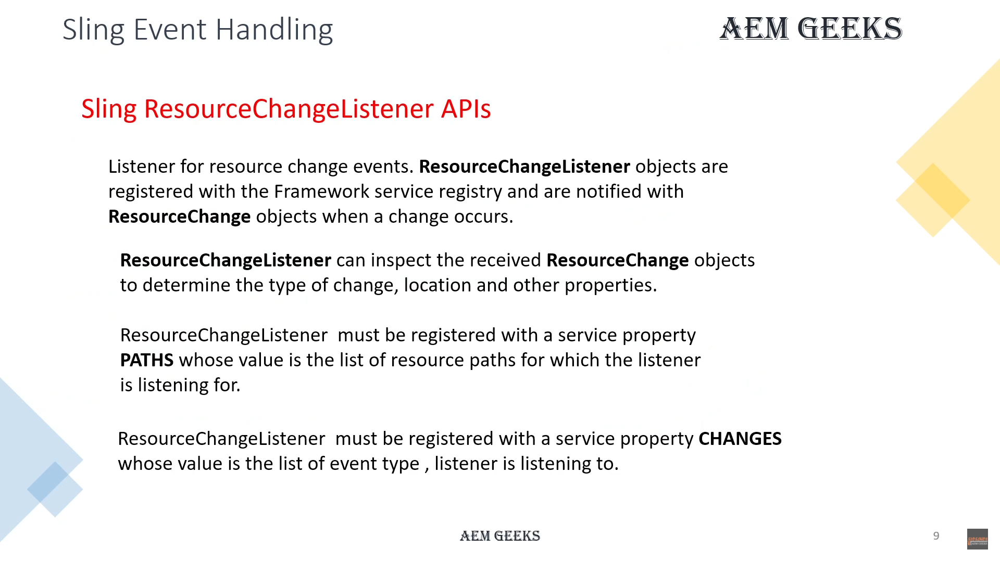 Sling Event Handling
AEM GEEKS
Sling ResourceChangeListener APIs
Listener for resource change events. ResourceChangeListener objects are
registered with the Framework service registry and are notified with
ResourceChange objects when a change occurs.
ResourceChangeListener can inspect the received ResourceChange objects
to determine the type of change, location and other properties.
ResourceChangeListener  must be registered with a service property
PATHS whose value is the list of resource paths for which the listener
is listening for.
ResourceChangeListener  must be registered with a service property CHANGES
whose value is the list of event type , listener is listening to.
AEM GEEKS
9